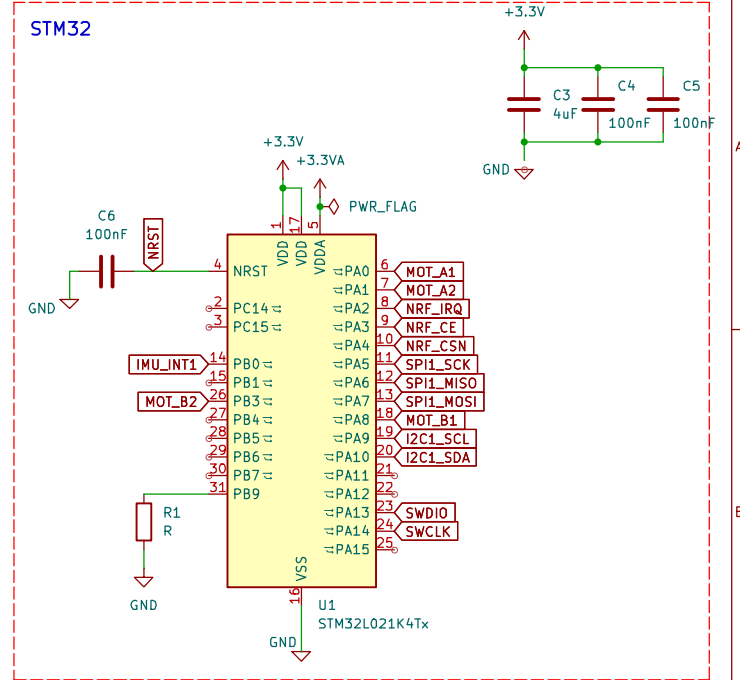 STM32
+3.3V
C3
4uF
C4
100nF
C5
100nF
GND
A
+3.3V
+3.3VA
PWR_FLAG
1
17
5
VDD
VDD
VDDA
C6
100nF
NRST
GND
4
NRST
2
PC14
3
PC15
14
IMU_INT1
PB0
15
PB1
26
MOT_B2
PB3
27
PB4
28
PB5
29
PB6
30
PB7
31
PB9
PA0
6
MOT_A1
PA1
7
MOT_A2
PA2
8
NRF_IRQ
PA3
9
NRF_CE
PA4
10
NRF_CSN
PA5
11
SPI1_SCK
PA6
12
SPI1_MISO
PA7
13
SPI1_MOSI
PA8
18
MOT_B1
PA9
19
I2C1_SCL
PA10
20
I2C1_SDA
PA11
21
PA12
22
PA13
23
SWDIO
PA14
24
SWCLK
PA15
25
B
R1
R
GND
VSS
16
U1
STM32L021K4Tx
GND